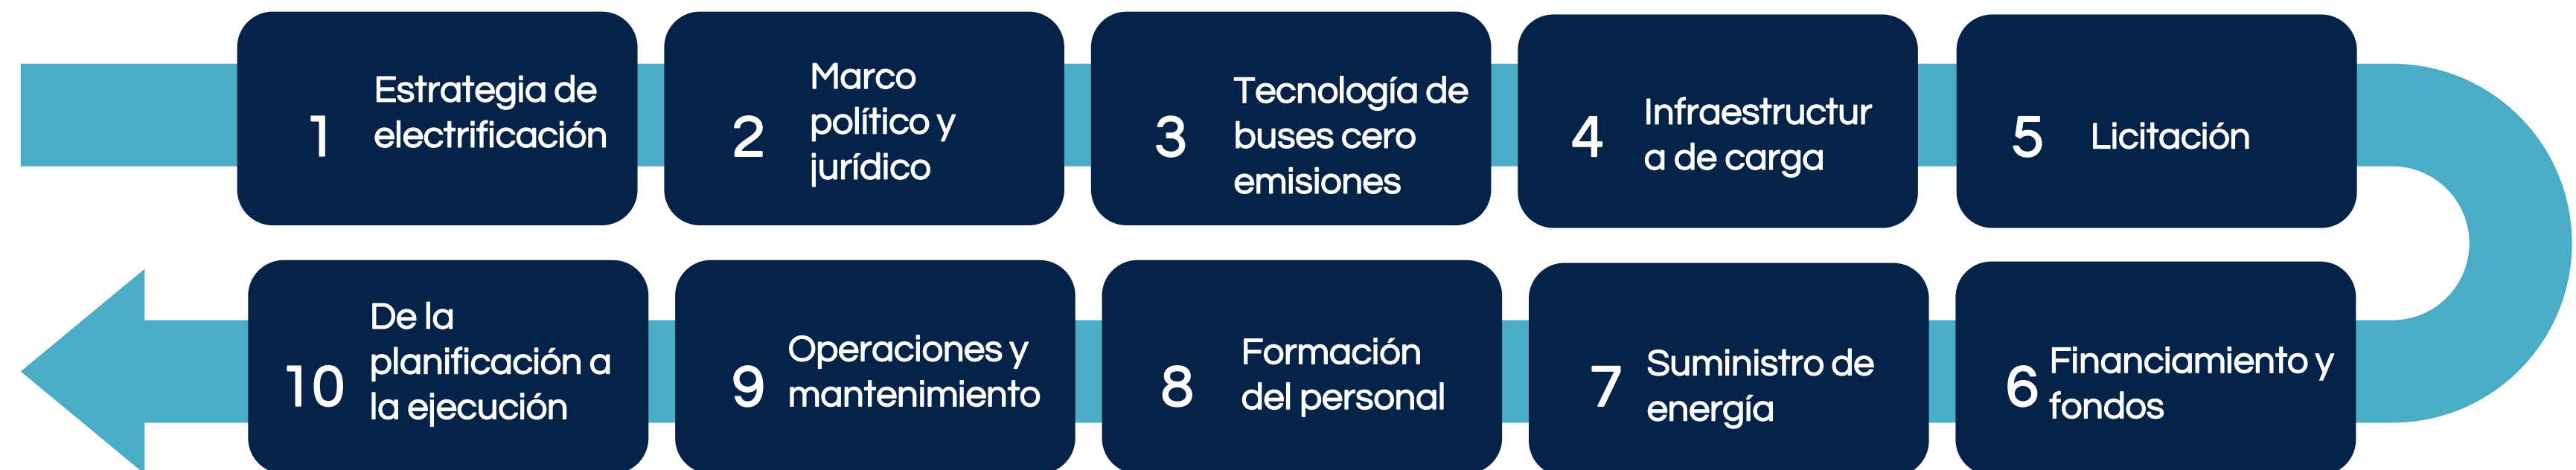 1
Estrategia de
electrificación
2
Marco
político y
jurídico
3
Tecnología de
buses cero
emisiones
4
Infraestructur
a de carga
5
Licitación
6
Financiamiento y
fondos
7
Suministro de
energía
8
Formación
del personal
9
Operaciones y
mantenimiento
10
De la
planificación a
la ejecución